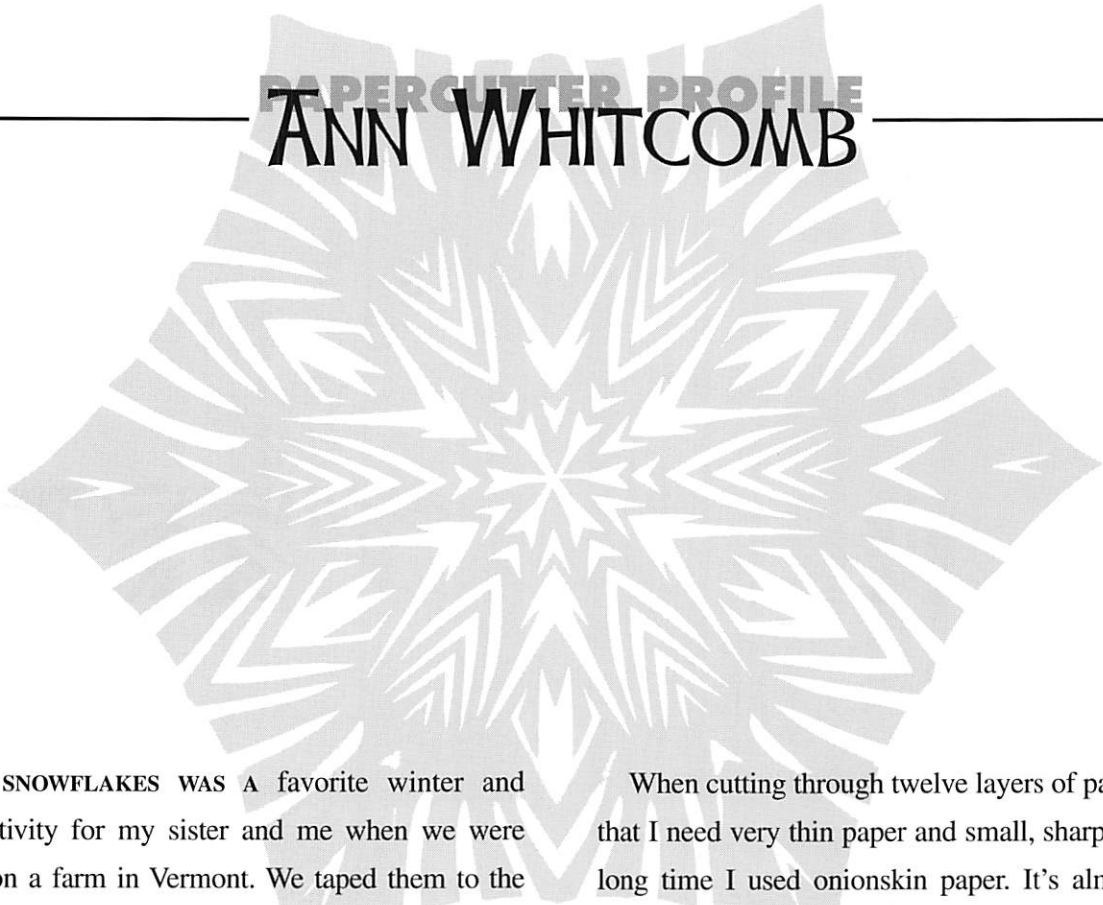 PAPERCUTTER PROFILE
ANN WHITCOMB
SNOWFLAKES WAS A favorite winter and
tivity for my sister and me when we were
on a farm in Vermont. We taped them to the
When cutting through twelve layers of pa
that I need very thin paper and small, sharp
long time I used onionskin paper. It's aln